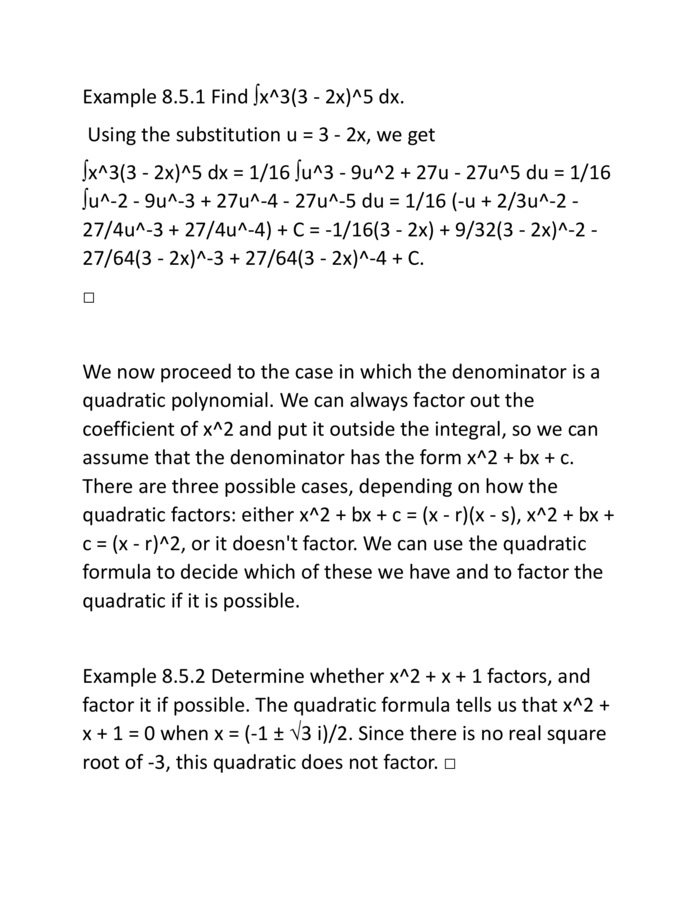 Example 8.5.1 Find ∫x^3(3 - 2x)^5 dx.
Using the substitution u = 3 - 2x, we get
∫x^3(3 - 2x)^5 dx = 1/16 ∫u^3 - 9u^2 + 27u - 27u^5 du = 1/16
∫u^-2 - 9u^-3 + 27u^-4 - 27u^-5 du = 1/16 (-u + 2/3u^-2 -
27/4u^-3 + 27/4u^-4) + C = -1/16(3 - 2x) + 9/32(3 - 2x)^-2 -
27/64(3 - 2x)^-3 + 27/64(3 - 2x)^-4 + C.
□
We now proceed to the case in which the denominator is a
quadratic polynomial. We can always factor out the
coefficient of x^2 and put it outside the integral, so we can
assume that the denominator has the form x^2 + bx + c.
There are three possible cases, depending on how the
quadratic factors: either x^2 + bx + c = (x - r)(x - s), x^2 + bx +
c = (x - r)^2, or it doesn't factor. We can use the quadratic
formula to decide which of these we have and to factor the
quadratic if it is possible.
Example 8.5.2 Determine whether x^2 + x + 1 factors, and
factor it if possible. The quadratic formula tells us that x^2 +
x + 1 = 0 when x = (-1 ± √3 i)/2. Since there is no real square
root of -3, this quadratic does not factor. □